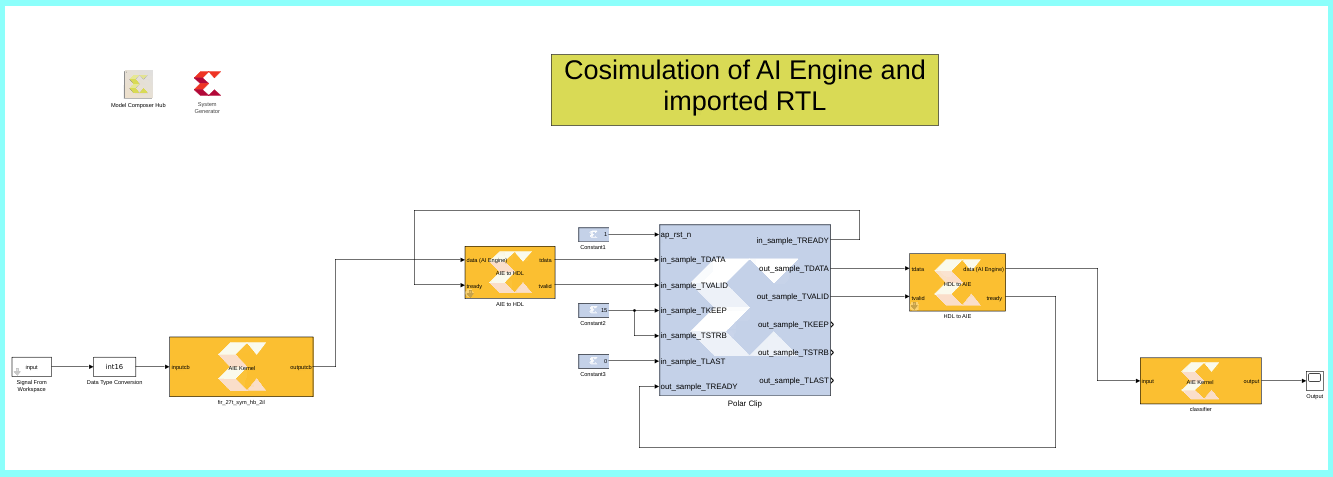 Cosimulation of AI Engine and
imported RTL
Model Composer Hub
System
Generator
input
Signal From
Workspace
int16
Data Type Conversion
inputcb
AIE Kernel
outputcb
data (AI Engine)
tready
AIE to HDL
tdata
tvalid
AIE to HDL
1
Constant1
15
Constant2
0
Constant3
ap_rst_n
in_sample_TDATA
in_sample_TVALID
in_sample_TKEEP
in_sample_TSTRB
in_sample_TLAST
out_sample_TREADY
in_sample_TREADY
out_sample_TDATA
out_sample_TVALID
out_sample_TKEEP
out_sample_TSTRB
out_sample_TLAST
Polar Clip
tdata
tvalid
HDL to AIE
data (AI Engine)
tready
HDL to AIE
input
AIE Kernel
output
classifier
Output